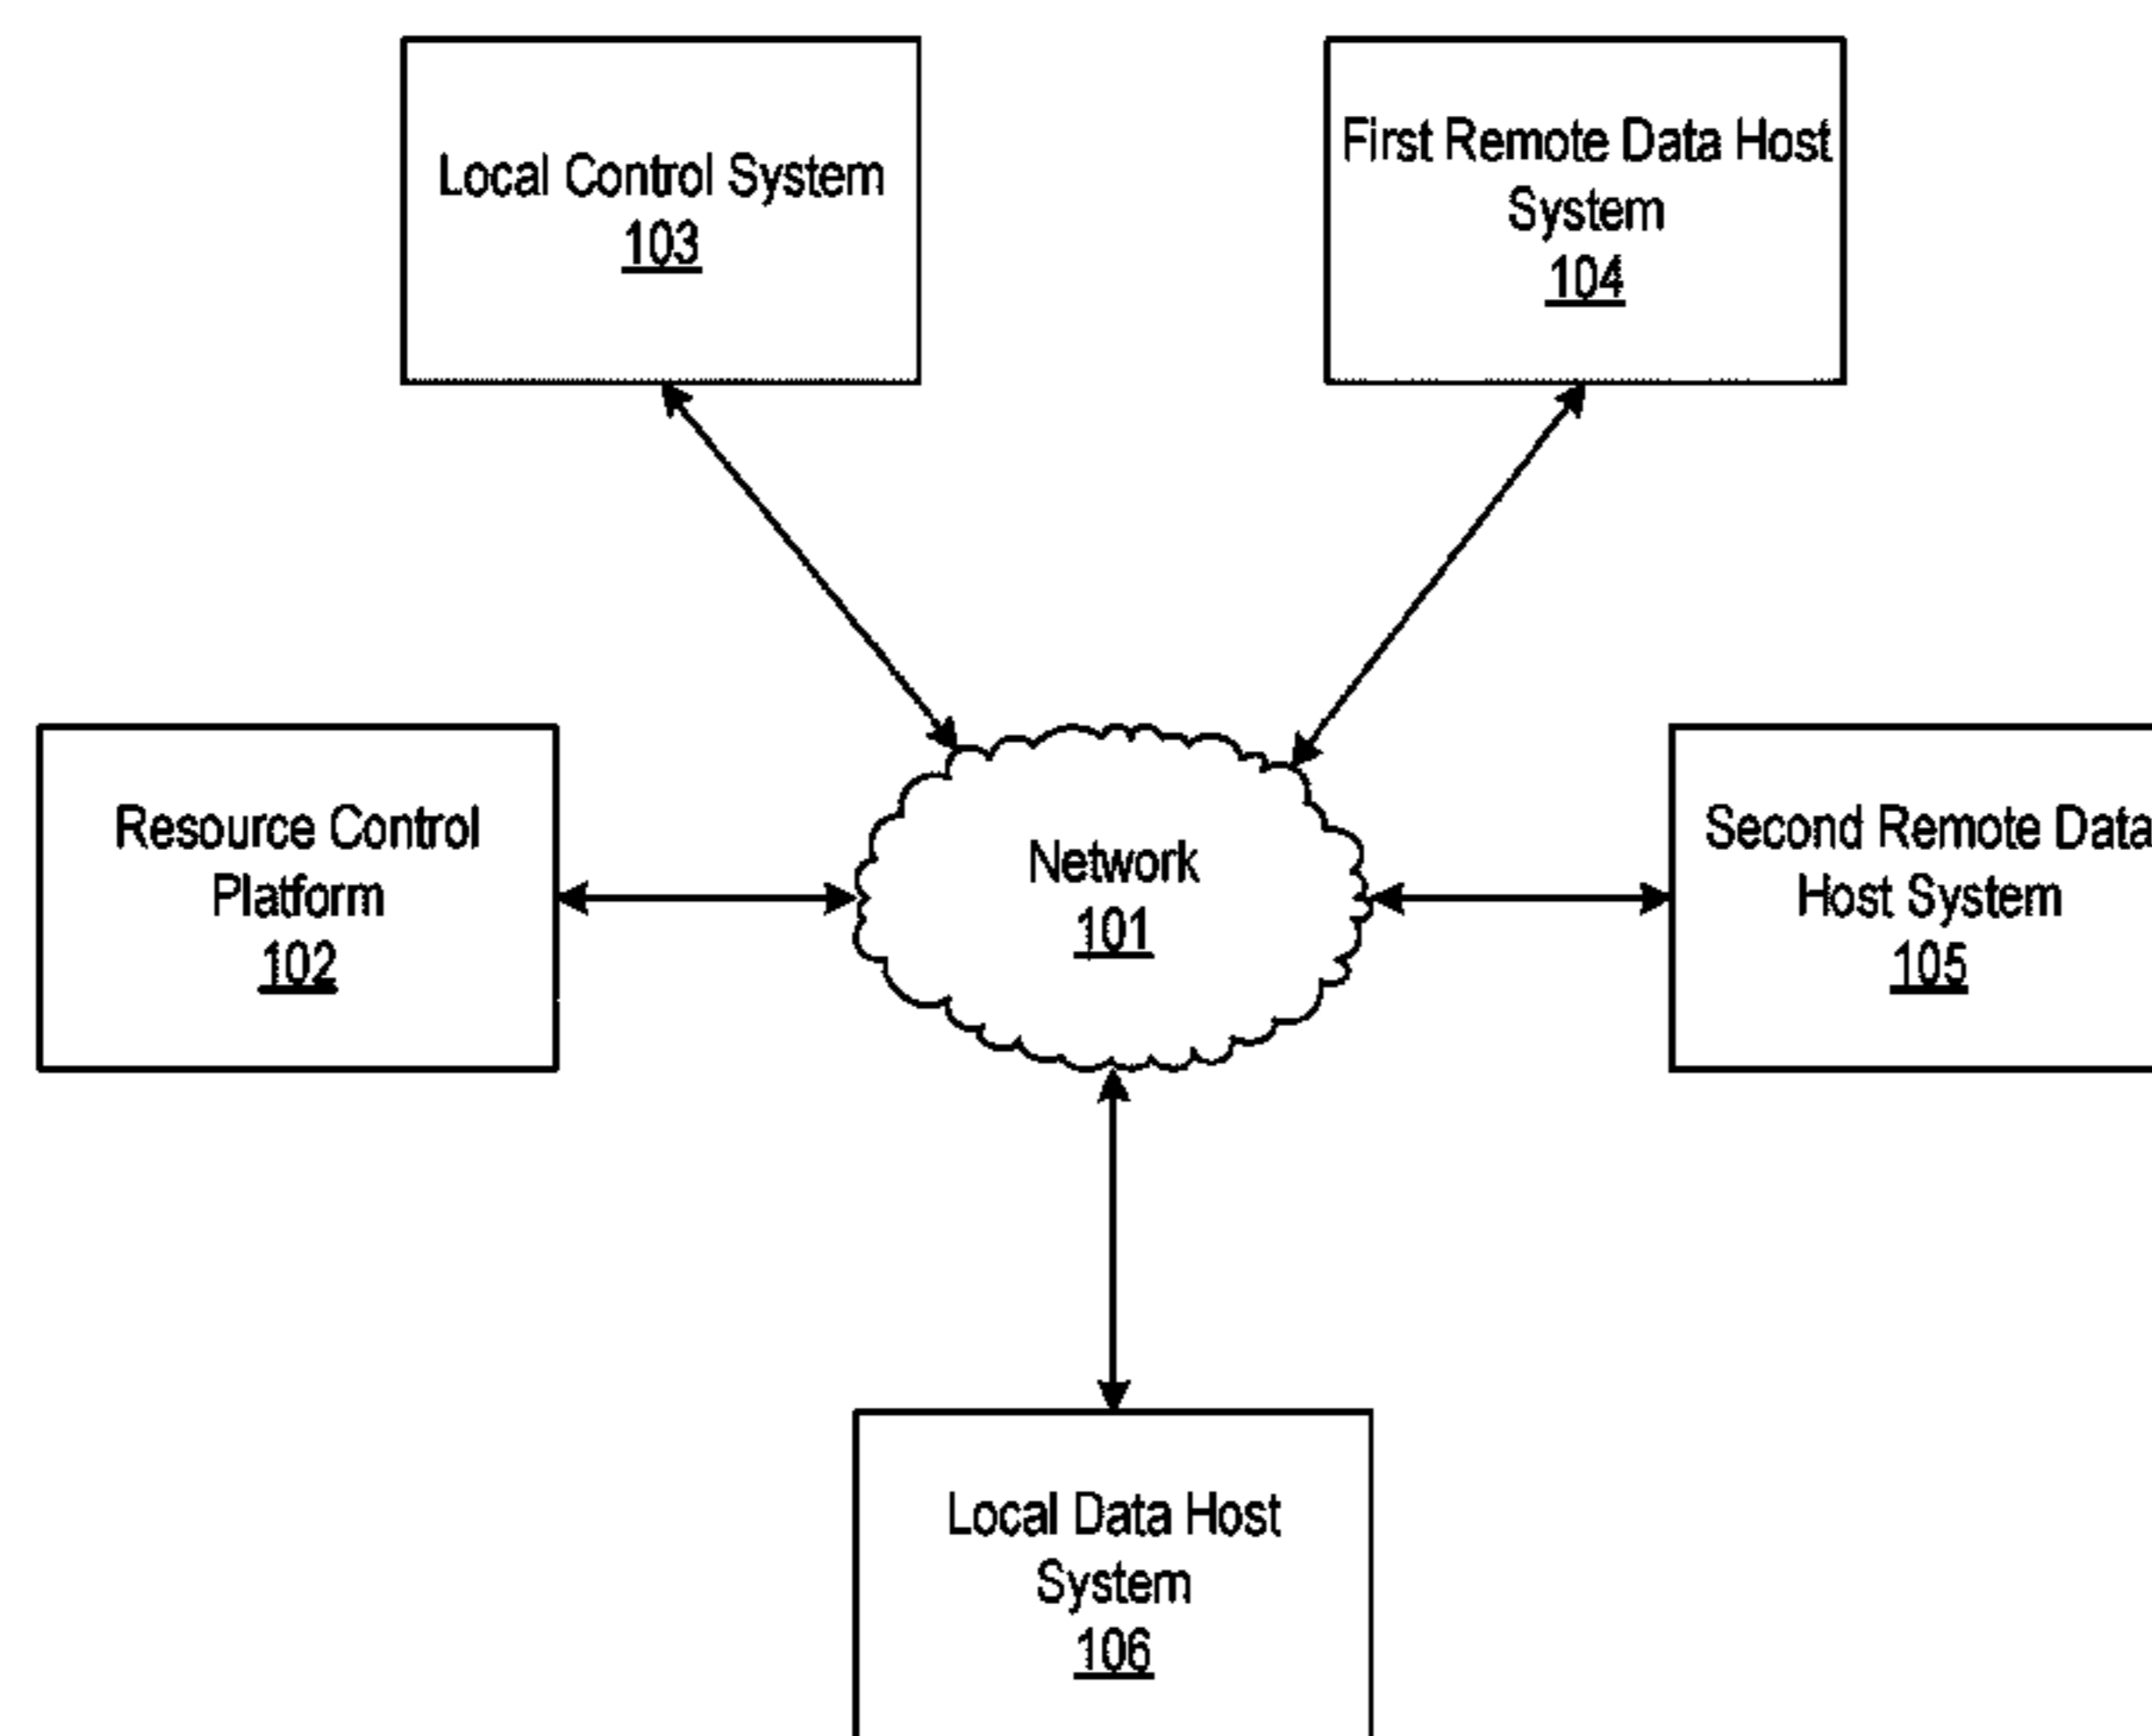 Local Control System
103
First Remote Data Host
System
104
Resource Control
Platform
102
Network
101
Second Remote Data
Host System
105
Local Data Host
System
106